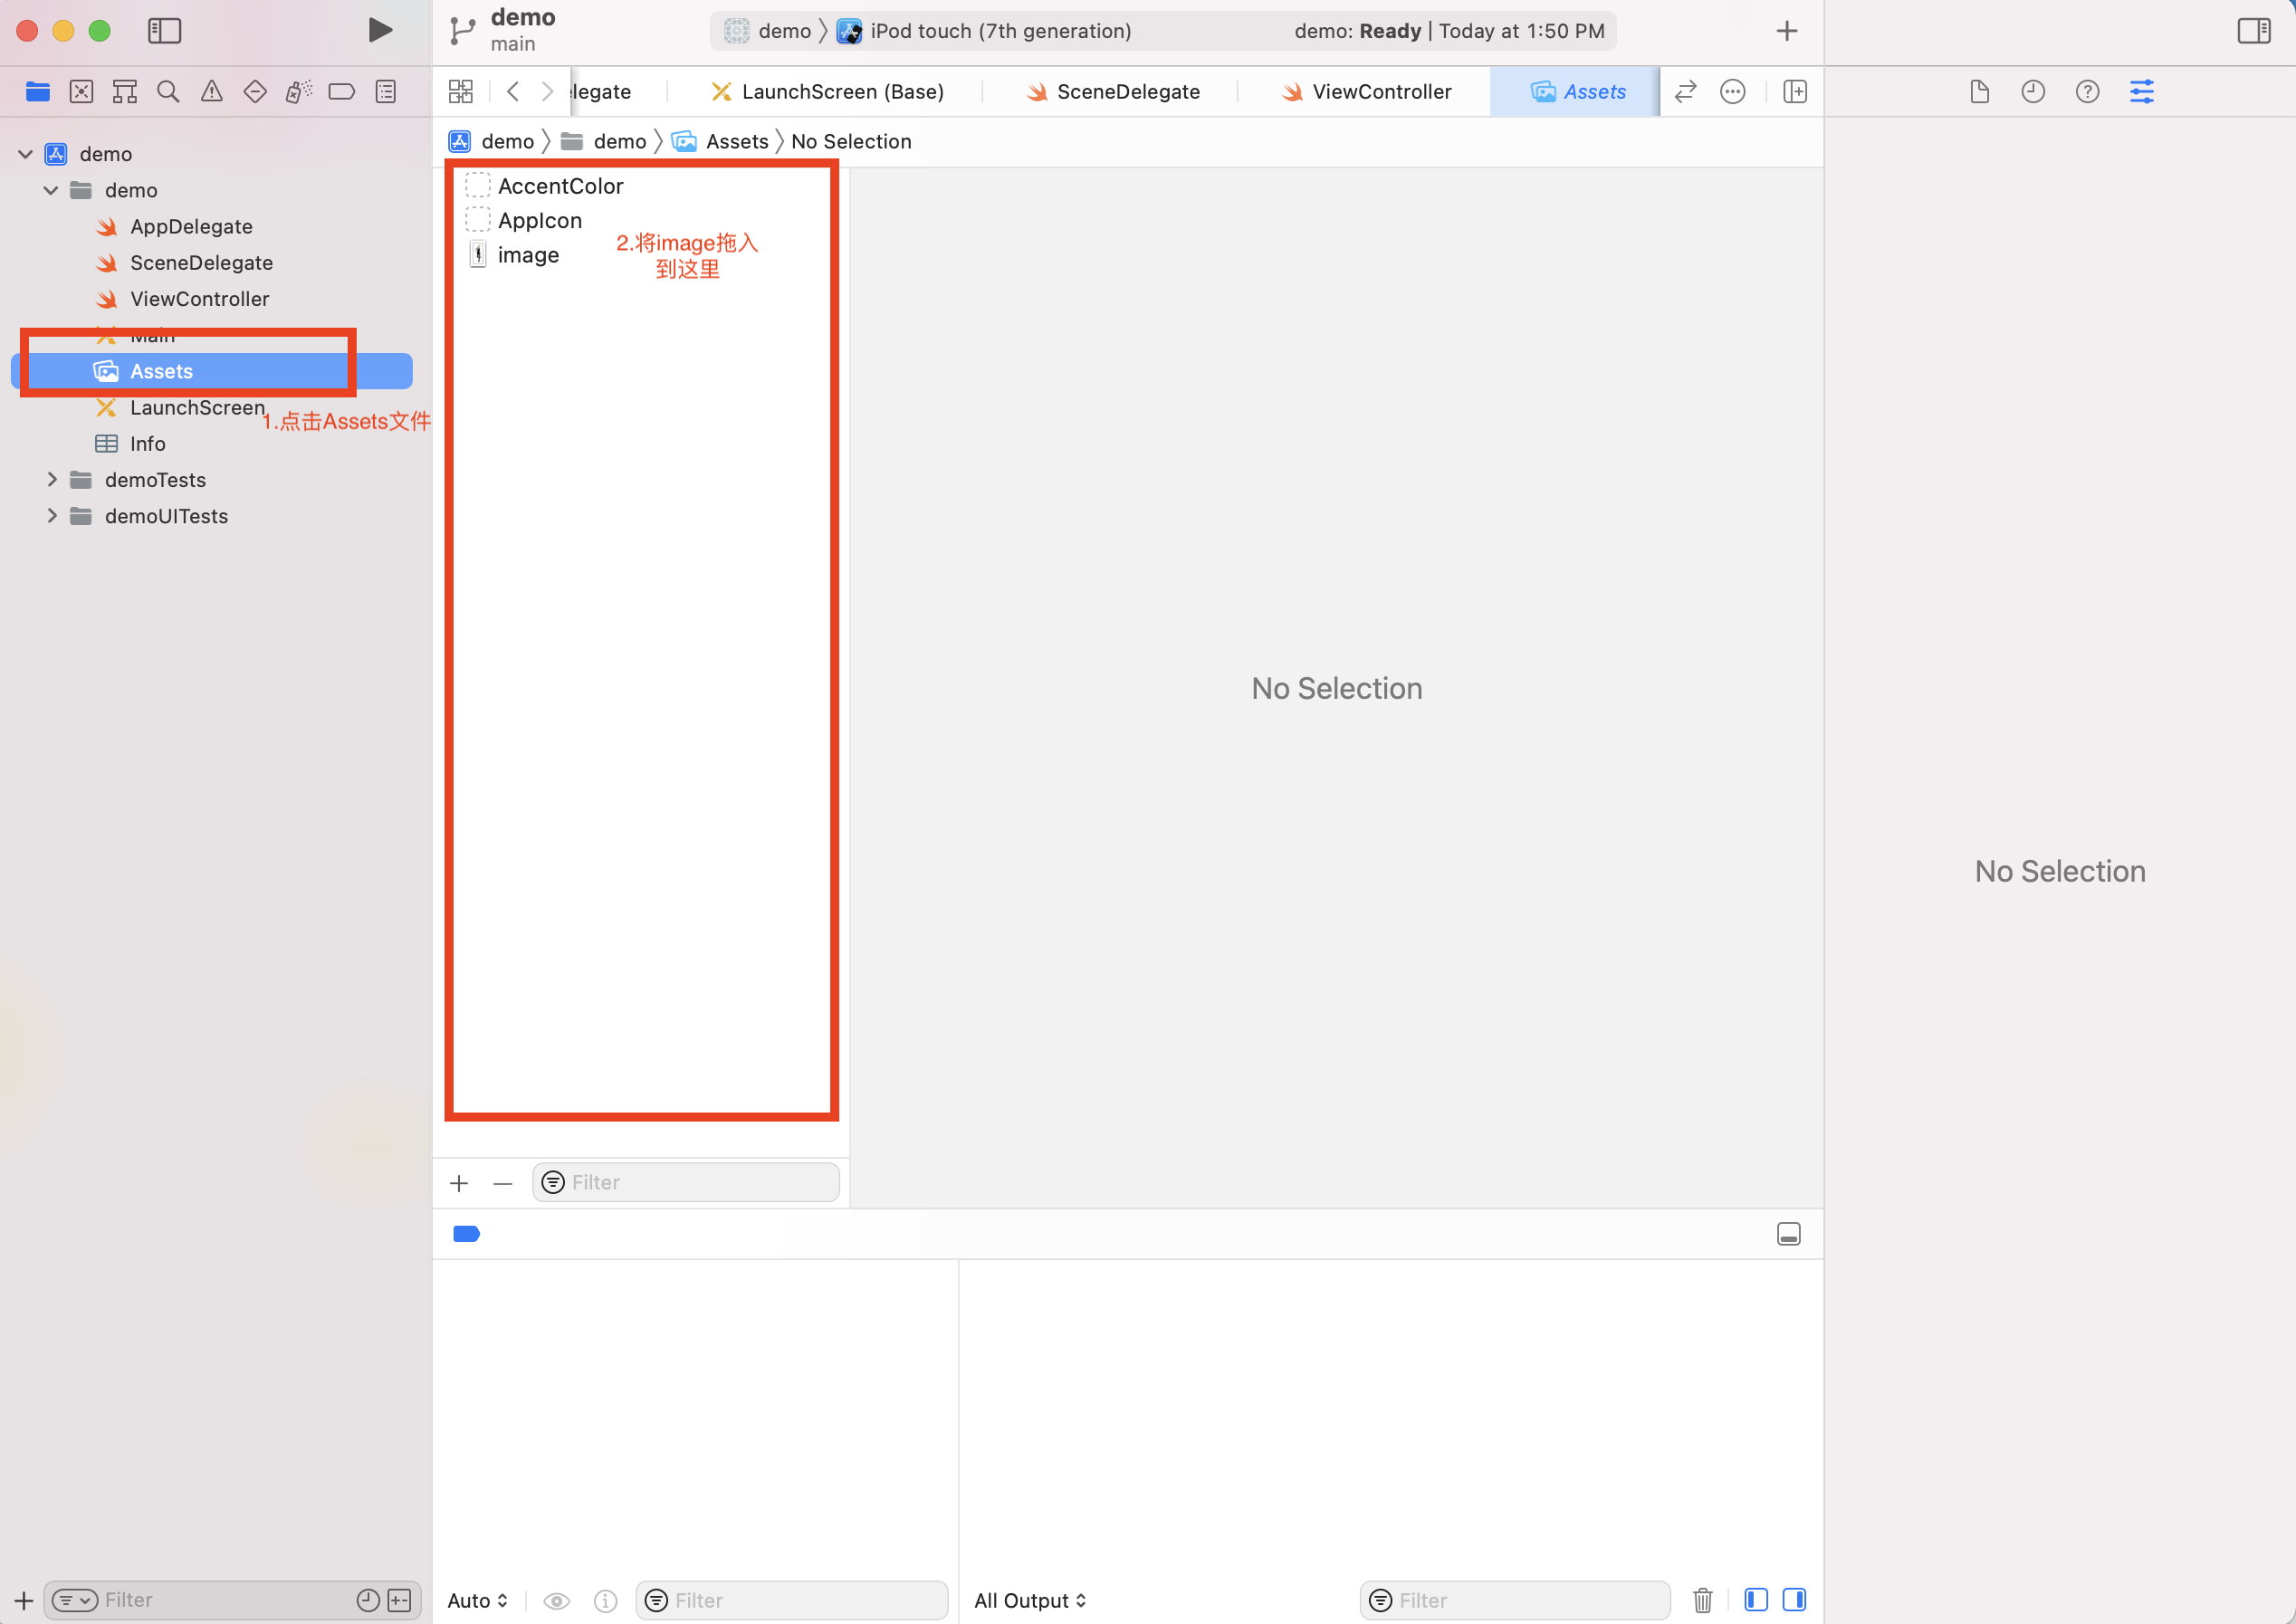 demo
main
demo
iPod touch (7th generation)
demo: Ready | Today at 1:50 PM
elegate
LaunchScreen (Base)
SceneDelegate
ViewController
Assets
demo
demo
Assets
No Selection
demo
demo
AppDelegate
SceneDelegate
ViewController
Main
Assets
LaunchScreen
1.点击Assets文件
Info
demoTests
demoUITests
AccentColor
AppIcon
image
2.将image拖入
到这里
No Selection
No Selection
Filter
Filter
Auto
Filter
All Output
Filter